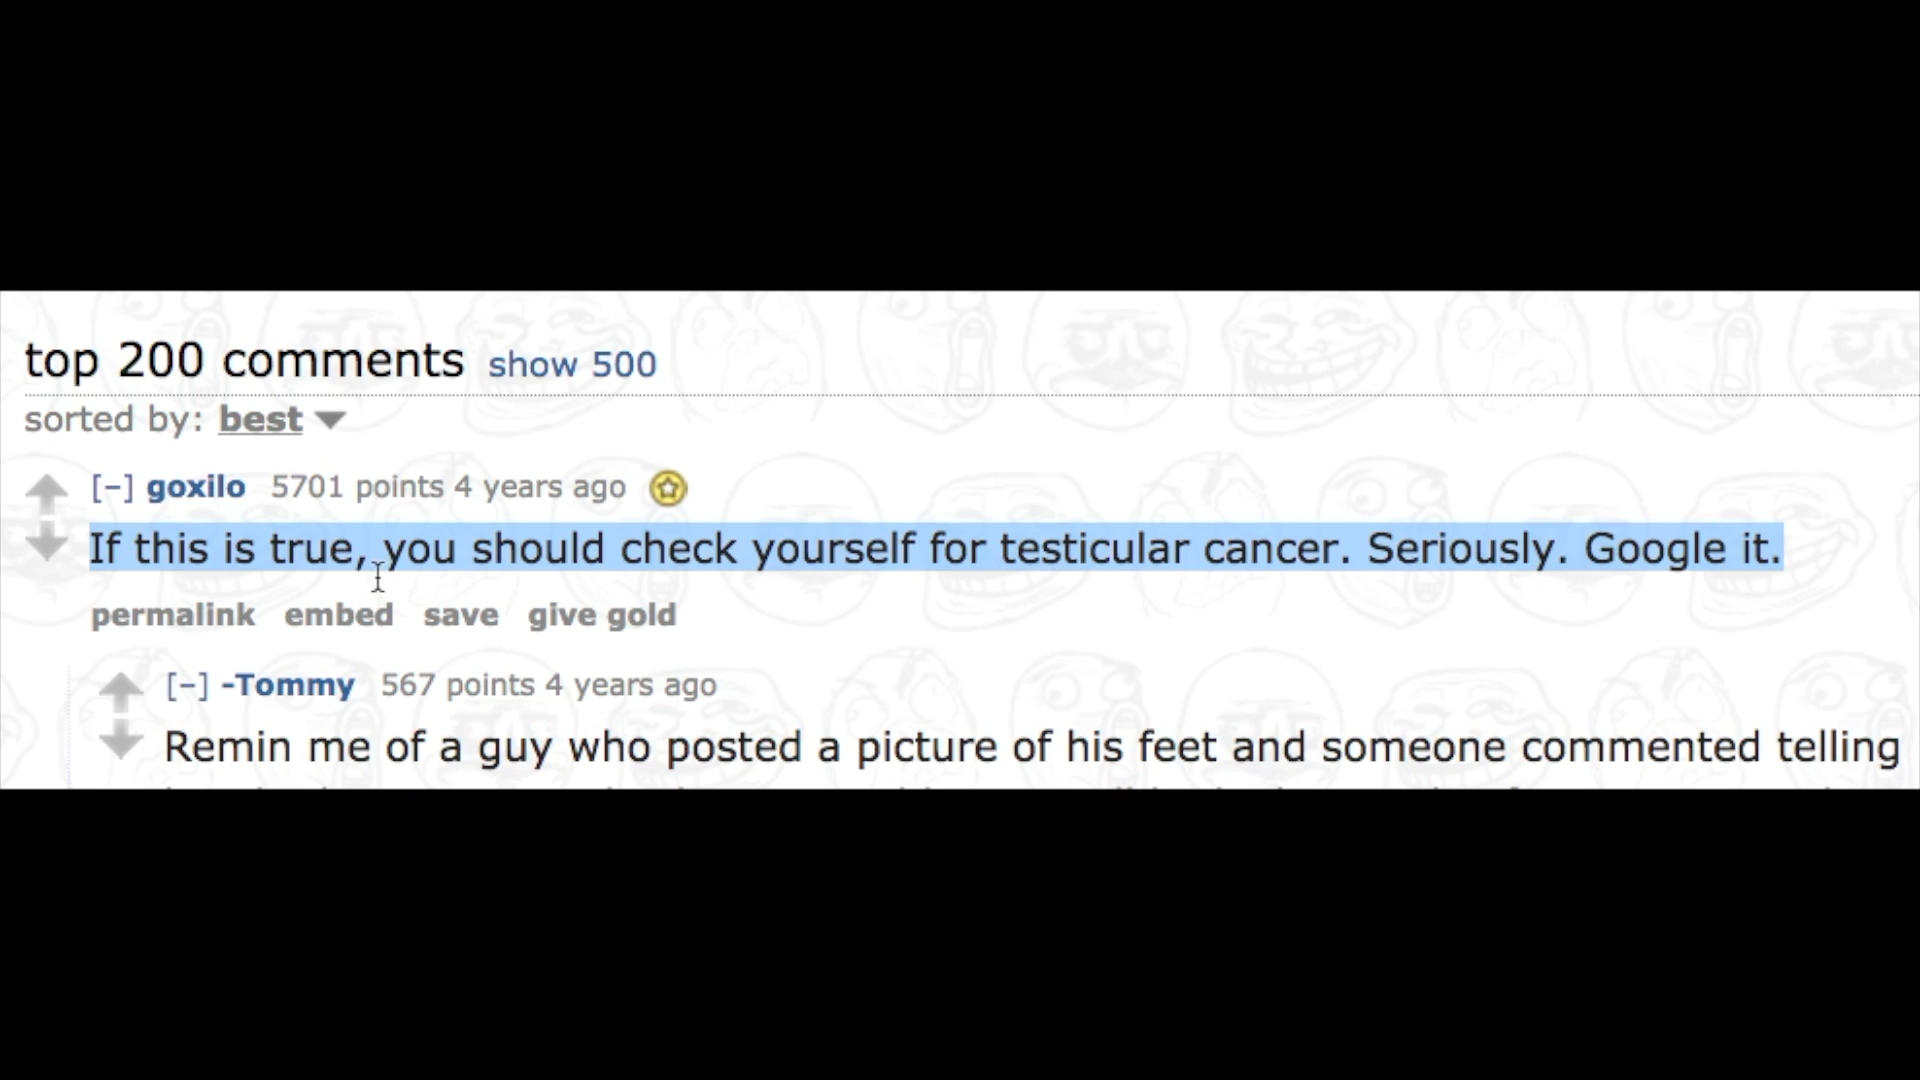 top 200 comments show 500
sorted by: best
[–] goxilo 5701 points 4 years ago
If this is true, you should check yourself for testicular cancer. Seriously. Google it.
permalink embed save give gold
[–] -Tommy 567 points 4 years ago
Remin me of a guy who posted a picture of his feet and someone commented telling